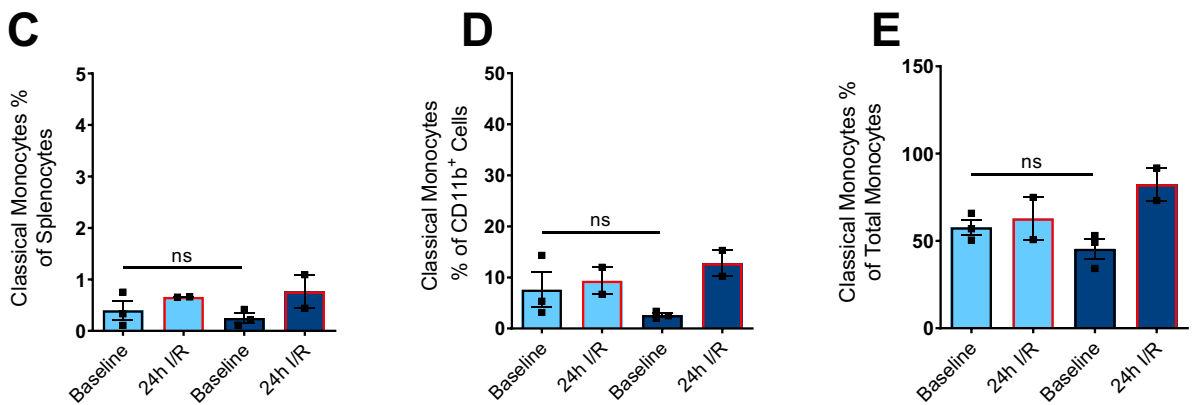 C
Classical Monocytes %
of Splenocytes
5
4
3
2
1
0
ns
Baseline
24h I/R
Baseline
24h I/R
D
Classical Monocytes
% of CD11b⁺ Cells
50
40
30
20
10
0
ns
Baseline
24h I/R
Baseline
24h I/R
E
Classical Monocytes %
of Total Monocytes
150
100
50
0
ns
Baseline
24h I/R
Baseline
24h I/R